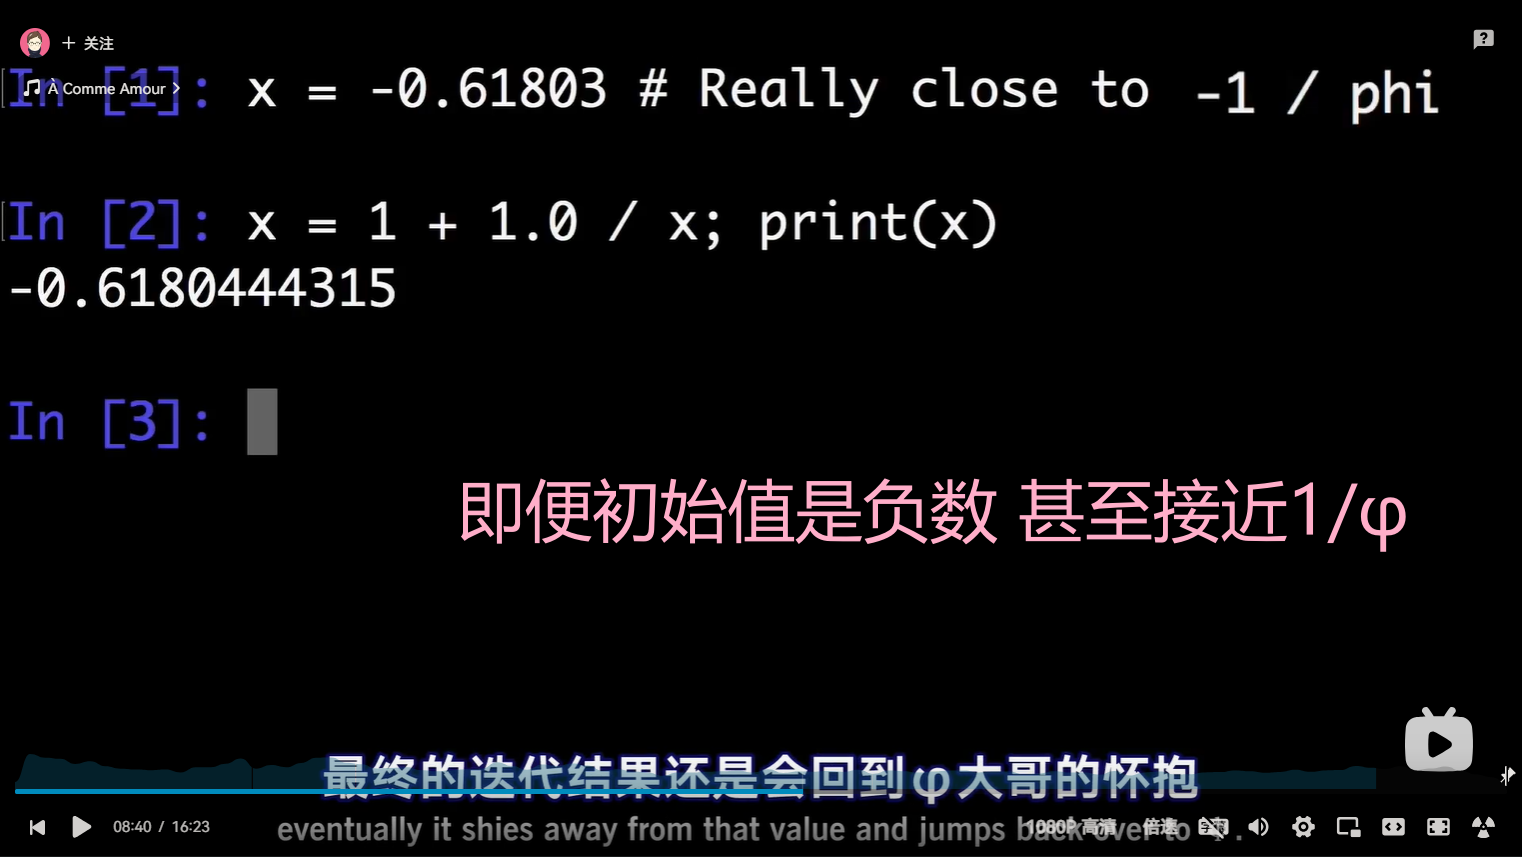 + 关注
In [1]: x = -0.61803 # Really close to -1 / phi
À Comme Amour
In [2]: x = 1 + 1.0 / x; print(x)
-0.6180444315
In [3]:
即便初始值是负数 甚至接近1/φ
最终的迭代结果还是会回到φ大哥的怀抱
08:40 / 16:23
eventually it shies away from that value and jumps back over to
1080P 高清
倍速